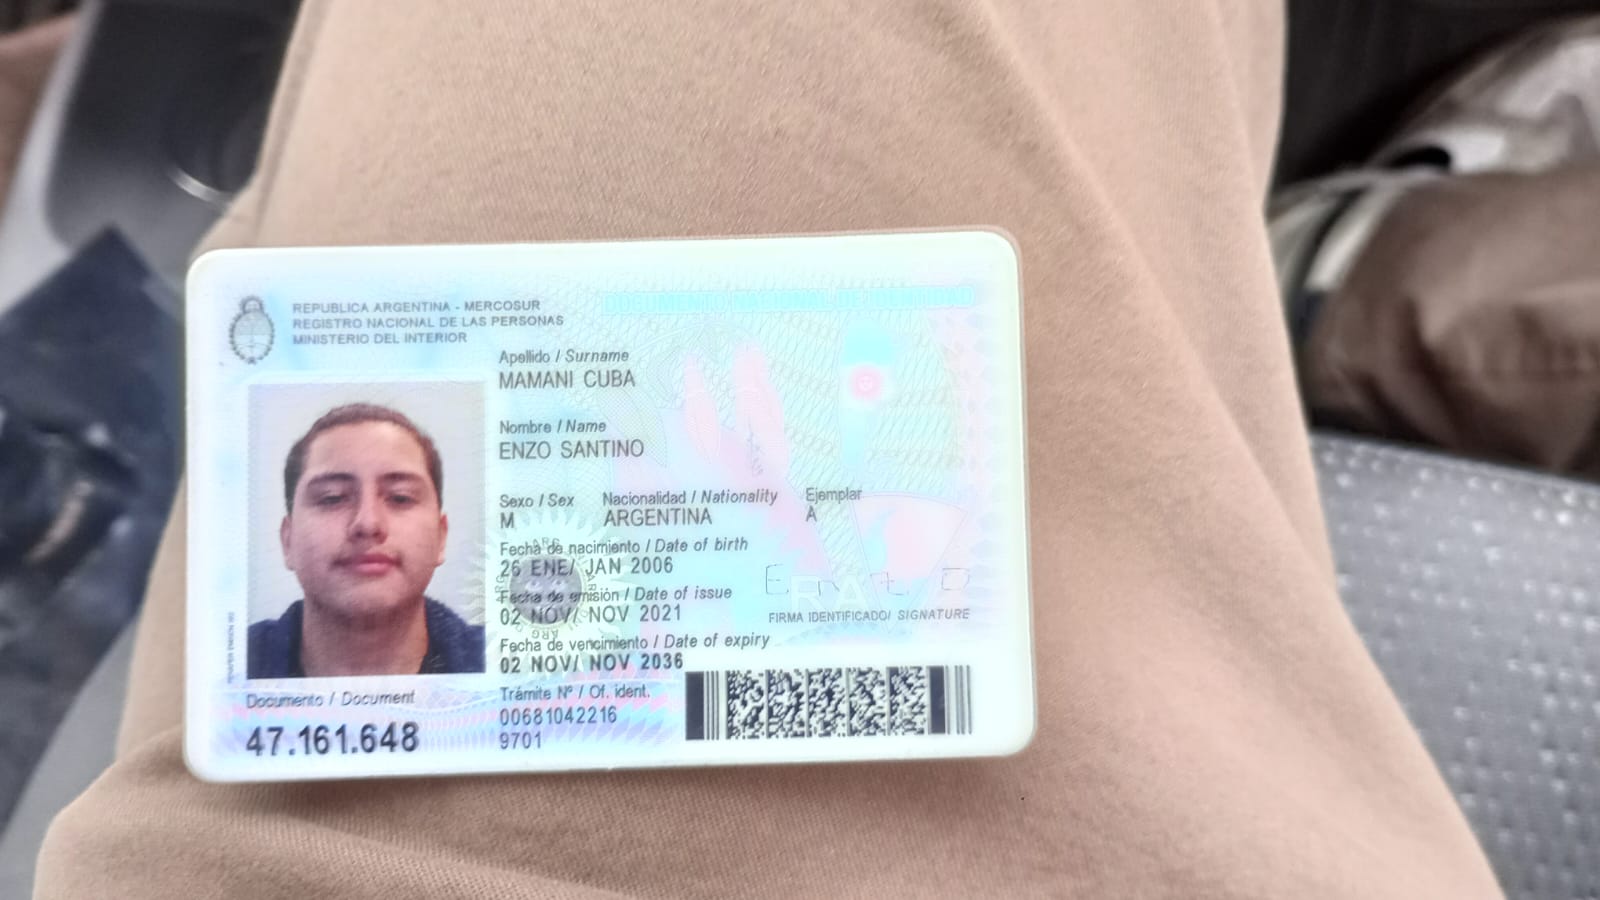 REPUBLICA ARGENTINA - MERCOSUR
REGISTRO NACIONAL DE LAS PERSONAS
MINISTERIO DEL INTERIOR
DOCUMENTO NACIONAL DE IDENTIDAD
Apellido / Surname
MAMANI CUBA
Nombre / Name
ENZO SANTINO
Sexo / Sex Nacionalidad / Nationality Ejemplar
M ARGENTINA A
Fecha de nacimiento / Date of birth
26 ENE/ JAN 2006
Fecha de emisión / Date of issue
02 NOV/ NOV 2021
Enzo
FIRMA IDENTIFICADO/ SIGNATURE
Fecha de vencimiento / Date of expiry
02 NOV/ NOV 2036
Documento / Document
47.161.648
Trámite Nº / Of. ident.
00681042216
9701